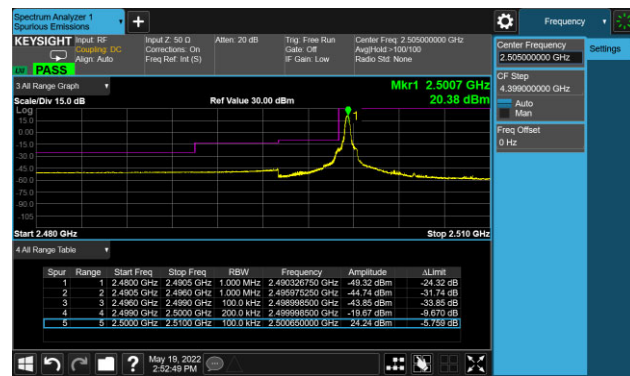 Spectrum Analyzer 1
Spurious Emissions
Frequency
KEYSIGHT
Input: RF
Coupling: DC
Align: Auto
Input Z: 50 Ω
Corrections: On
Freq Ref: Int (S)
Atten: 20 dB
Trig: Free Run
Gate: Off
IF Gain: Low
Center Freq: 2.505000000 GHz
Avg|Hold:>100/100
Radio Std: None
PASS
Center Frequency
2.505000000 GHz
Settings
CF Step
4.399000000 GHz
Auto
Man
Freq Offset
0 Hz
3 All Range Graph
Mkr1 2.5007 GHz
20.38 dBm
Scale/Div 15.0 dB
Ref Value 30.00 dBm
Log
15.0
0.00
-15.0
-30.0
-45.0
-60.0
-75.0
-90.0
-105
1
Start 2.480 GHz
Stop 2.510 GHz
4 All Range Table
Spur Range Start Freq Stop Freq RBW Frequency Amplitude ΔLimit
1 1 2.4800 GHz 2.4905 GHz 1.000 MHz 2.490326750 GHz -49.32 dBm -24.32 dB
2 2 2.4905 GHz 2.4960 GHz 1.000 MHz 2.495975250 GHz -44.74 dBm -31.74 dB
3 3 2.4960 GHz 2.4990 GHz 100.0 kHz 2.498998500 GHz -43.85 dBm -33.85 dB
4 4 2.4990 GHz 2.5000 GHz 200.0 kHz 2.499998500 GHz -19.67 dBm -9.670 dB
5 5 2.5000 GHz 2.5100 GHz 100.0 kHz 2.500650000 GHz 24.24 dBm -5.759 dB
May 19, 2022
2:52:49 PM